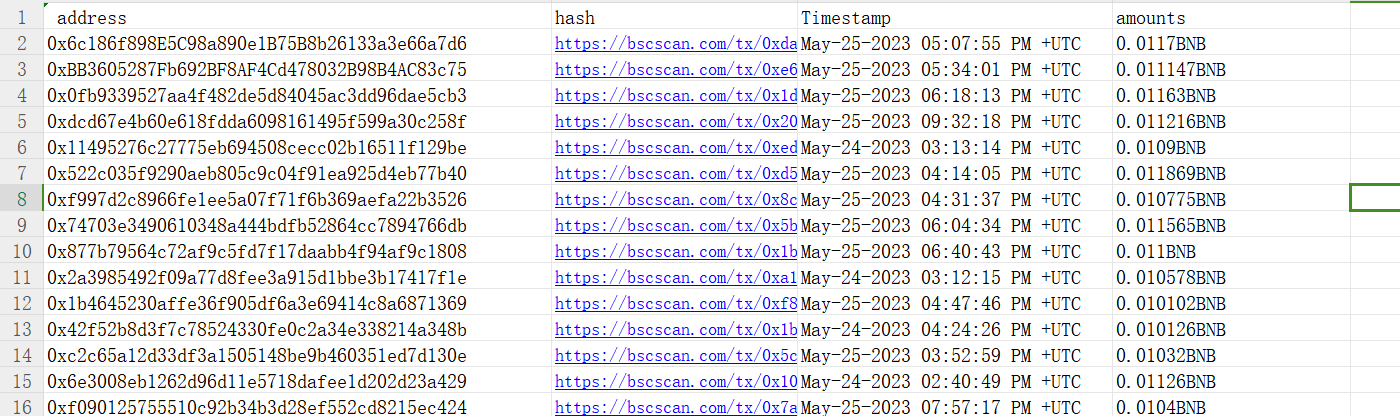 1 address hash Timestamp amounts
2 0x6c186f898E5C98a890e1B75B8b26133a3e66a7d6 https://bscscan.com/tx/0xda May-25-2023 05:07:55 PM +UTC 0.0117BNB
3 0xBB3605287Fb692BF8AF4Cd478032B98B4AC83c75 https://bscscan.com/tx/0xe6 May-25-2023 05:34:01 PM +UTC 0.011147BNB
4 0x0fb9339527aa4f482de5d84045ac3dd96dae5cb3 https://bscscan.com/tx/0x1d May-25-2023 06:18:13 PM +UTC 0.01163BNB
5 0xdcd67e4b60e618fdda6098161495f599a30c258f https://bscscan.com/tx/0x20 May-25-2023 09:32:18 PM +UTC 0.011216BNB
6 0x11495276c27775eb694508cecc02b16511f129be https://bscscan.com/tx/0xed May-24-2023 03:13:14 PM +UTC 0.0109BNB
7 0x522c035f9290aeb805c9c04f91ea925d4eb77b40 https://bscscan.com/tx/0xd5 May-25-2023 04:14:05 PM +UTC 0.011869BNB
8 0xf997d2c8966fe1ee5a07f71f6b369aefa22b3526 https://bscscan.com/tx/0x8c May-25-2023 04:31:37 PM +UTC 0.010775BNB
9 0x74703e3490610348a444bdfb52864cc7894766db https://bscscan.com/tx/0x5b May-25-2023 06:04:34 PM +UTC 0.011565BNB
10 0x877b79564c72af9c5fd7f17daabb4f94af9c1808 https://bscscan.com/tx/0x1b May-25-2023 06:40:43 PM +UTC 0.011BNB
11 0x2a3985492f09a77d8fee3a915d1bbe3b17417f1e https://bscscan.com/tx/0xa1 May-24-2023 03:12:15 PM +UTC 0.010578BNB
12 0x1b4645230affe36f905df6a3e69414c8a6871369 https://bscscan.com/tx/0xf8 May-25-2023 04:47:46 PM +UTC 0.010102BNB
13 0x42f52b8d3f7c78524330fe0c2a34e338214a348b https://bscscan.com/tx/0x1b May-24-2023 04:24:26 PM +UTC 0.010126BNB
14 0xc2c65a12d33df3a1505148be9b460351ed7d130e https://bscscan.com/tx/0x5c May-25-2023 03:52:59 PM +UTC 0.01032BNB
15 0x6e3008eb1262d96d11e5718dafee1d202d23a429 https://bscscan.com/tx/0x10 May-24-2023 02:40:49 PM +UTC 0.01126BNB
16 0xf090125755510c92b34b3d28ef552cd8215ec424 https://bscscan.com/tx/0x7a May-25-2023 07:57:17 PM +UTC 0.0104BNB